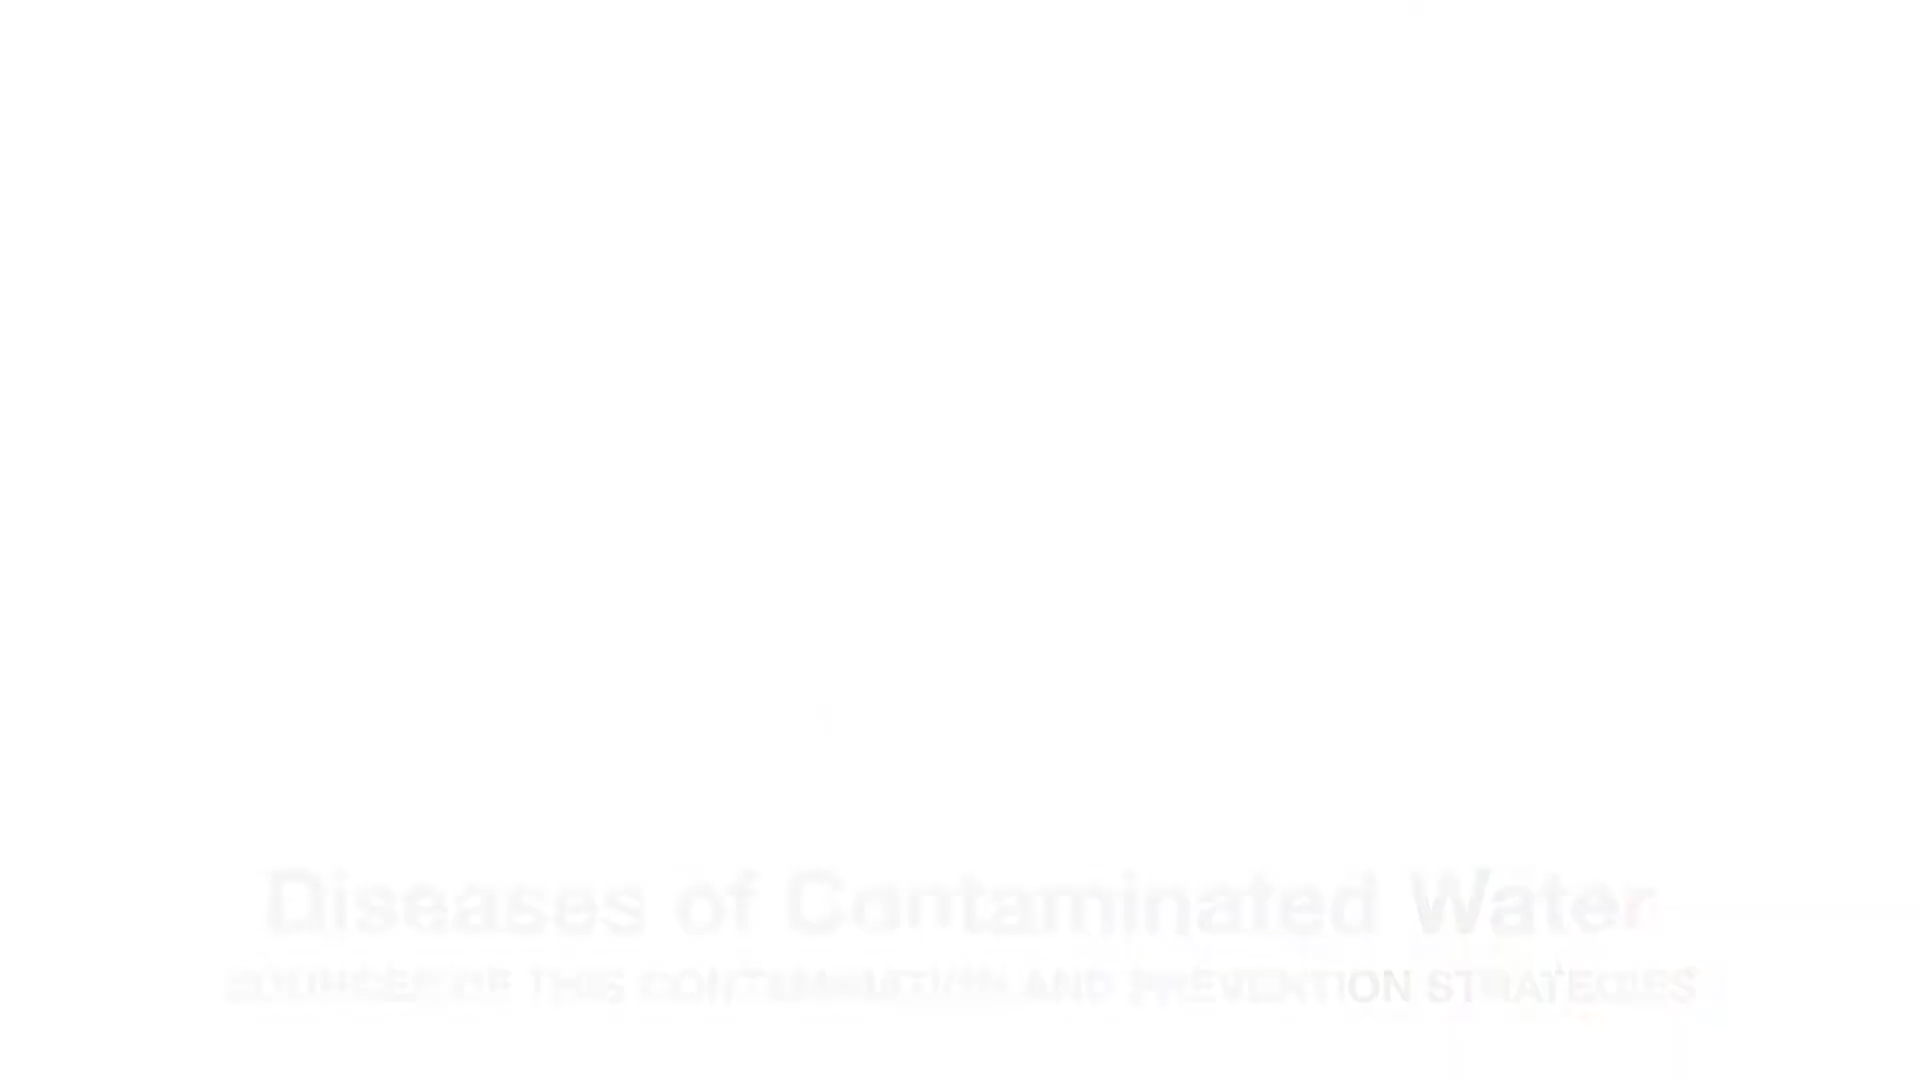 Diseases of Contaminated Water
SOURCES OF THIS CONTAMINATION AND PREVENTION STRATEGIES